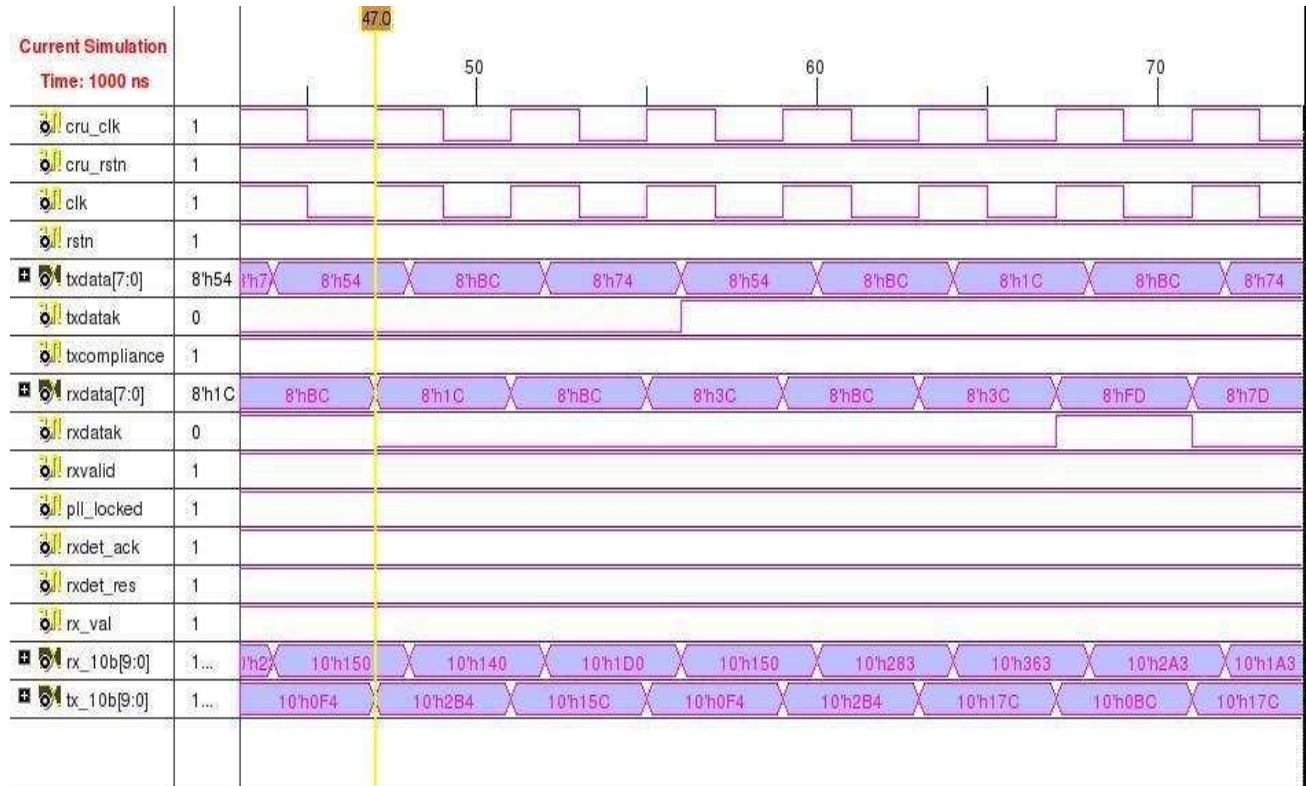 47.0
Current Simulation
Time: 1000 ns
50 60 70
cru_clk 1
cru_rstn 1
clk 1
rstn 1
txdata[7:0] 8'h54 8'h54 8'hBC 8'h74 8'h54 8'hBC 8'h1C 8'hBC 8'h74
txdatak 0
txcompliance 1
rxdata[7:0] 8'h1C 8'hBC 8'h1C 8'hBC 8'h3C 8'hBC 8'h3C 8'hFD 8'h7D
rxdatak 0
rxvalid 1
pll_locked 1
rxdet_ack 1
rxdet_res 1
rx_val 1
rx_10b[9:0] 1... 10'h150 10'h140 10'h1D0 10'h150 10'h283 10'h363 10'h2A3 10'h1A3
tx_10b[9:0] 1... 10'h0F4 10'h2B4 10'h15C 10'h0F4 10'h2B4 10'h17C 10'h0BC 10'h17C